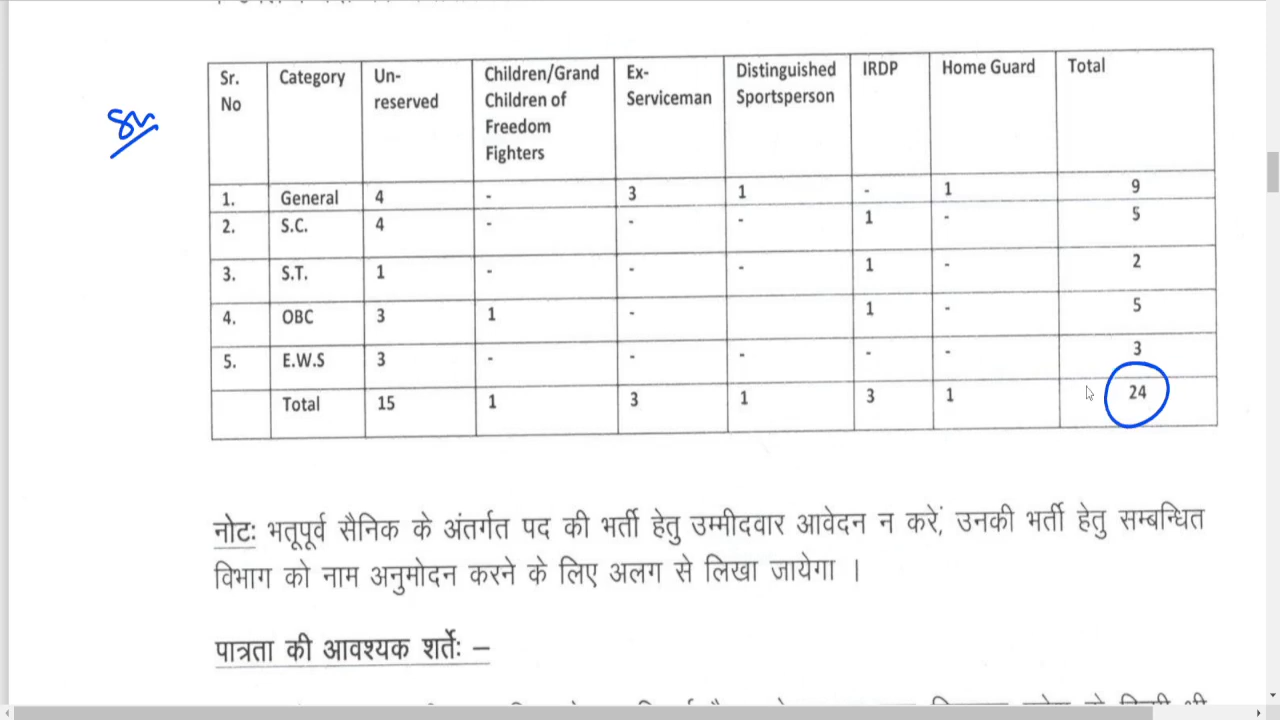 Sr. No | Category | Un-reserved | Children/Grand Children of Freedom Fighters | Ex-Serviceman | Distinguished Sportsperson | IRDP | Home Guard | Total
1. | General | 4 | - | 3 | 1 | - | 1 | 9
2. | S.C. | 4 | - | - | - | 1 | - | 5
3. | S.T. | 1 | - | - | - | 1 | - | 2
4. | OBC | 3 | 1 | - | | 1 | - | 5
5. | E.W.S | 3 | - | - | - | - | - | 3
| Total | 15 | 1 | 3 | 1 | 3 | 1 | 24
नोटः भतूपूर्व सैनिक के अंतर्गत पद की भर्ती हेतु उम्मीदवार आवेदन न करें, उनकी भर्ती हेतु सम्बन्धित
विभाग को नाम अनुमोदन करने के लिए अलग से लिखा जायेगा ।
पात्रता की आवश्यक शर्तेः –